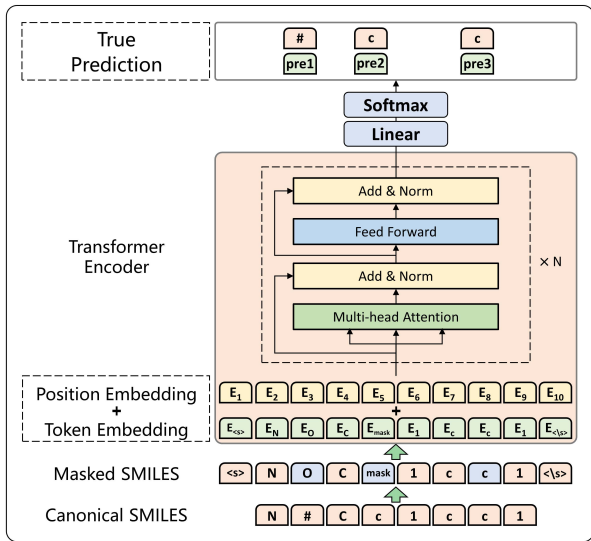 True
Prediction
# c c
pre1 pre2 pre3
Softmax
Linear
Add & Norm
Feed Forward
Add & Norm
Multi-head Attention
× N
Transformer
Encoder
Position Embedding
+
Token Embedding
E1 E2 E3 E4 E5 E6 E7 E8 E9 E10
+
E<s> EN EO EC Emask E1 Ec Ec E1 E<\s>
Masked SMILES
<s> N O C mask 1 c c 1 <\s>
Canonical SMILES
N # C c 1 c c 1